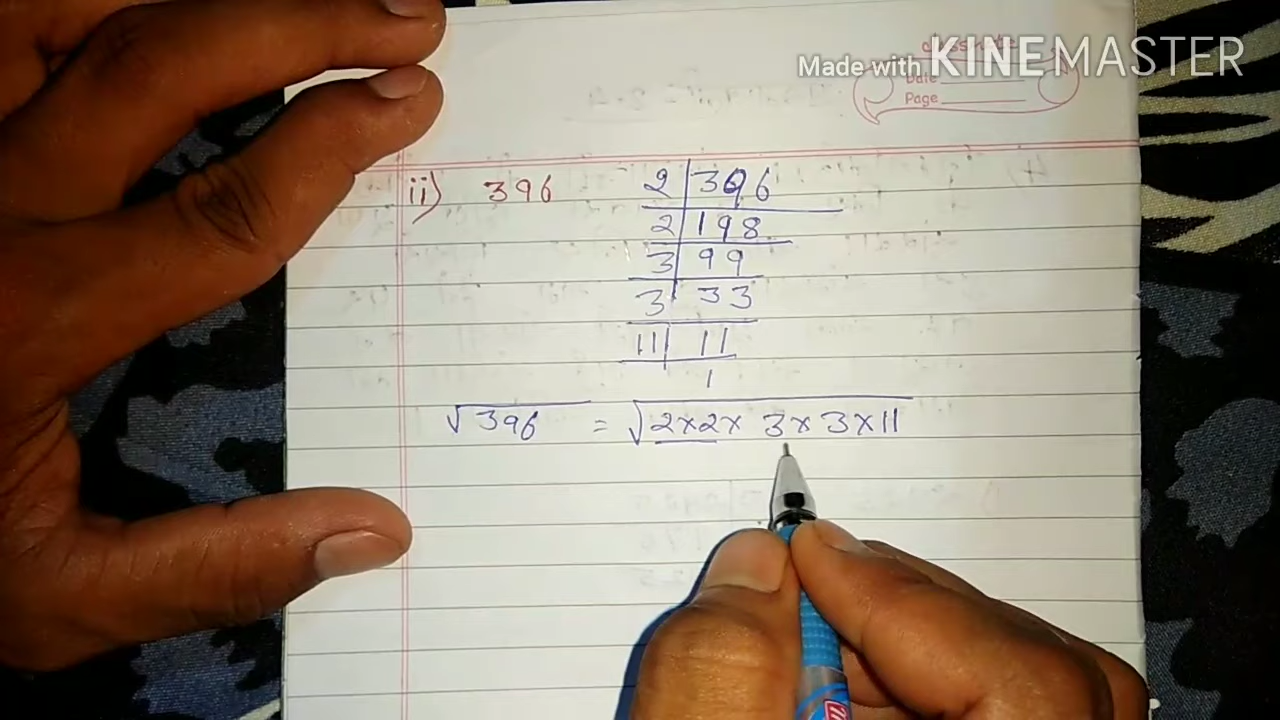 Made with KINEMASTER
classmate
Date
Page
ii) 396
2 | 396
2 | 198
3 | 99
3 | 33
11 | 11
1
√396 = √2×2× 3×3×11